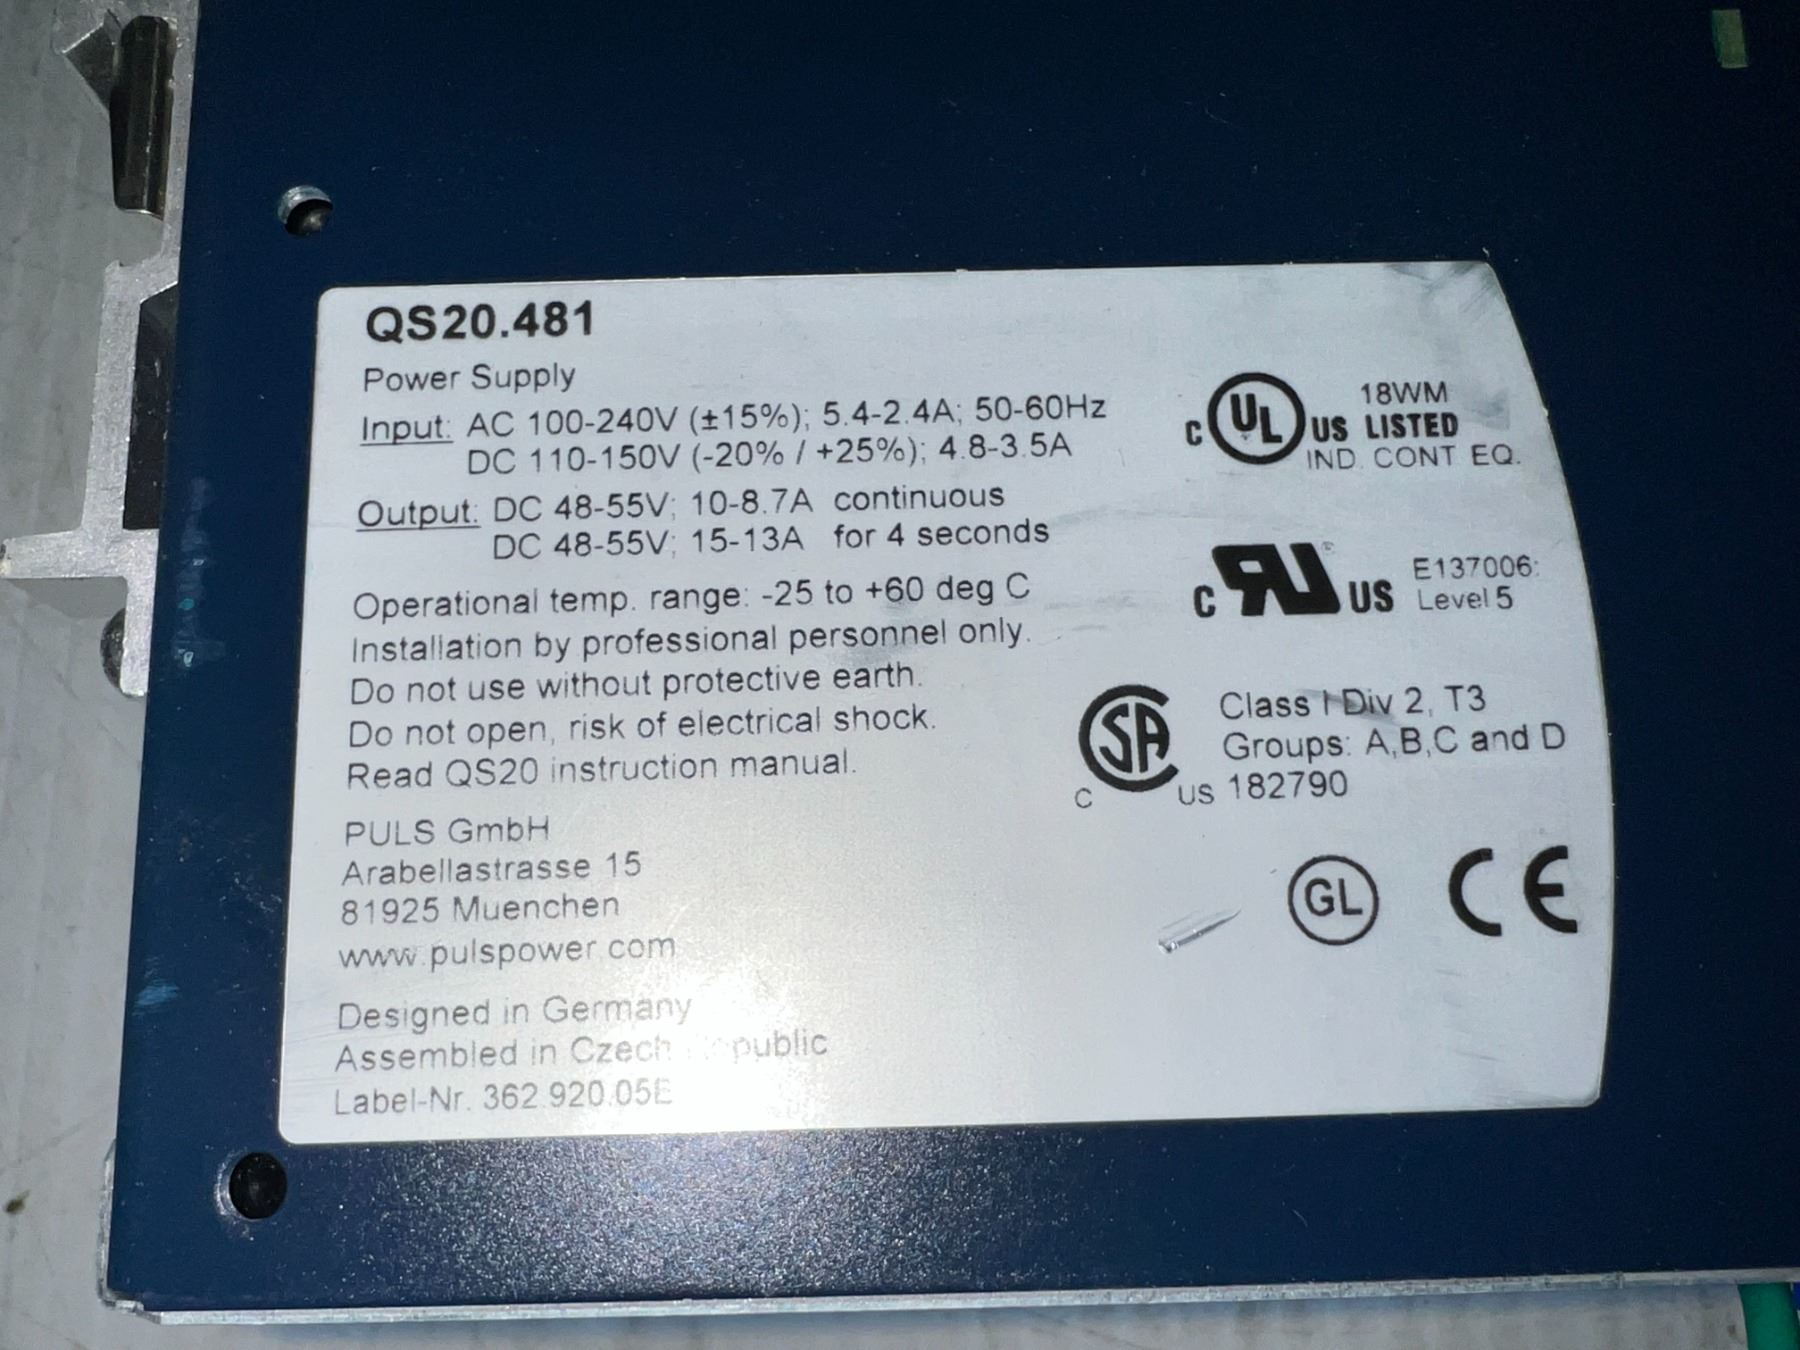 QS20.481
Power Supply
Input: AC 100-240V (±15%); 5.4-2.4A; 50-60Hz
DC 110-150V (-20% / +25%); 4.8-3.5A
Output: DC 48-55V; 10-8.7A continuous
DC 48-55V; 15-13A for 4 seconds
Operational temp. range: -25 to +60 deg C
Installation by professional personnel only.
Do not use without protective earth.
Do not open, risk of electrical shock.
Read QS20 instruction manual.
PULS GmbH
Arabellastrasse 15
81925 Muenchen
www.pulspower.com
Designed in Germany
Assembled in Czech Republic
Label-Nr. 362.920.05E
18WM
C UL US LISTED
IND. CONT. EQ.
C RU® US E137006:
Level 5
Class I Div 2, T3
Groups: A,B,C and D
C SA US 182790
GL CE